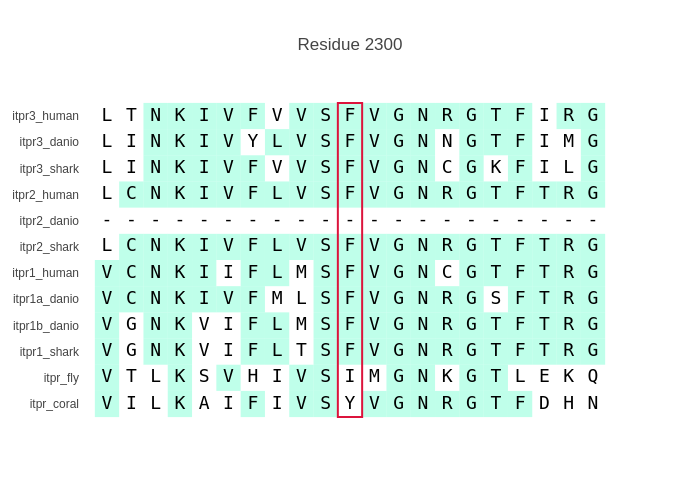 Residue 2300
itpr3_human L T N K I V F V V S F V G N R G T F I R G
itpr3_danio L I N K I V Y L V S F V G N N G T F I M G
itpr3_shark L I N K I V F V V S F V G N C G K F I L G
itpr2_human L C N K I V F L V S F V G N R G T F T R G
itpr2_danio - - - - - - - - - - - - - - - - - - - - -
itpr2_shark L C N K I V F L V S F V G N R G T F T R G
itpr1_human V C N K I I F L M S F V G N C G T F T R G
itpr1a_danio V C N K I V F M L S F V G N R G S F T R G
itpr1b_danio V G N K V I F L M S F V G N R G T F T R G
itpr1_shark V G N K V I F L T S F V G N R G T F T R G
itpr_fly V T L K S V H I V S I M G N K G T L E K Q
itpr_coral V I L K A I F I V S Y V G N R G T F D H N